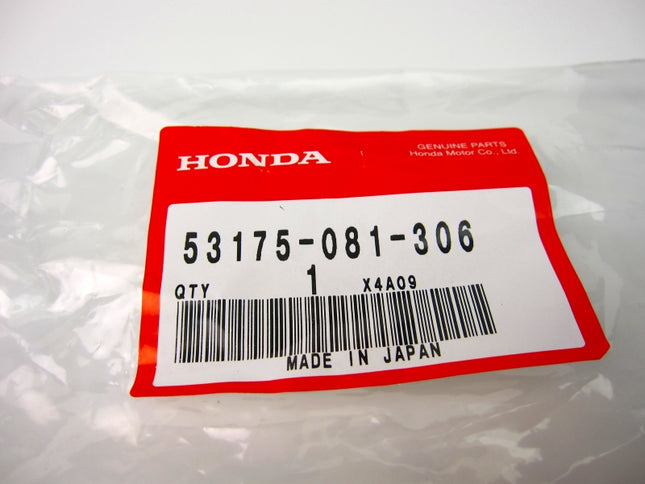 HONDA
GENUINE PARTS
Honda Motor Co., Ltd.
53175-081-306
QTY 1 X4A09
MADE IN JAPAN